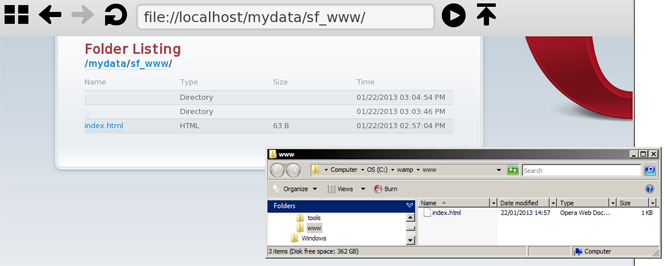 file://localhost/mydata/sf_www/
Folder Listing
/mydata/sf_www/
Name Type Size Time
. Directory 01/22/2013 03:04:54 PM
.. Directory 01/22/2013 03:03:46 PM
index.html HTML 63 B 01/22/2013 02:57:04 PM
www
Computer OS (C:) wamp www Search
Organize Views Burn
Folders Name Date modified Type Size
tools index.html 22/01/2013 14:57 Opera Web Doc... 1 KB
www
Windows
3 items (Disk free space: 362 GB) Computer